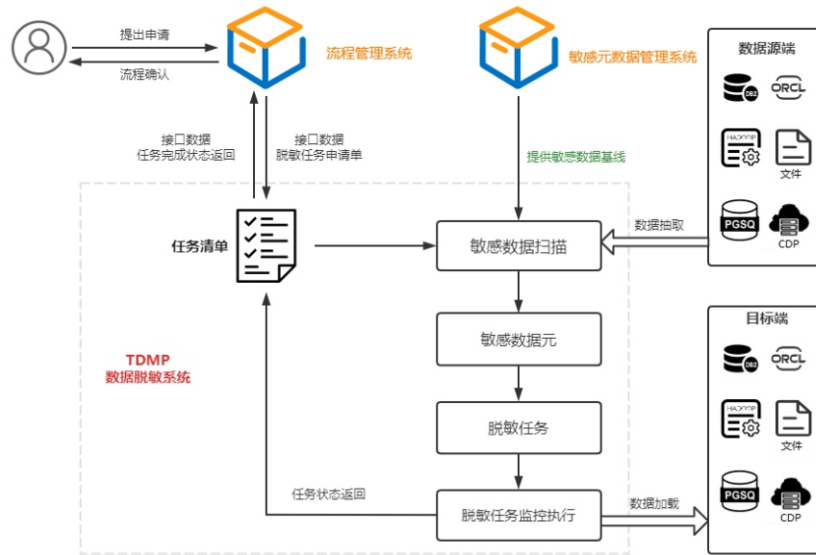 提出申请
流程确认
流程管理系统
敏感元数据管理系统
数据源端
DB2
ORCL
HADOOP
文件
PGSQ
CDP
接口数据
任务完成状态返回
接口数据
脱敏任务申请单
提供敏感数据基线
任务清单
敏感数据扫描
数据抽取
敏感数据元
TDMP
数据脱敏系统
脱敏任务
任务状态返回
脱敏任务监控执行
数据加载
目标端
DB2
ORCL
HADOOP
文件
PGSQ
CDP